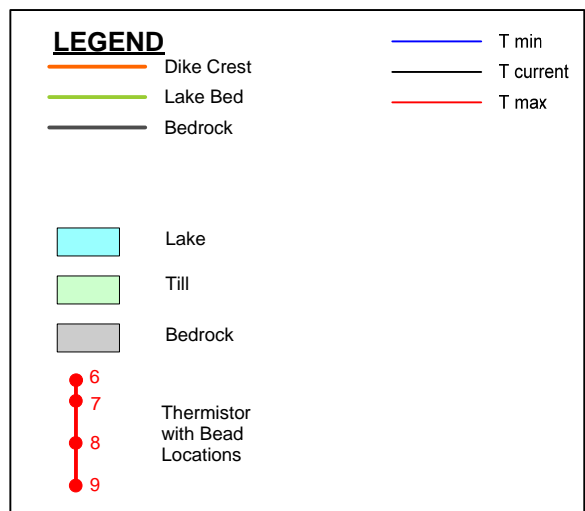 LEGEND
Dike Crest
Lake Bed
Bedrock
T min
T current
T max
Lake
Till
Bedrock
6
7
8
9
Thermistor
with Bead
Locations